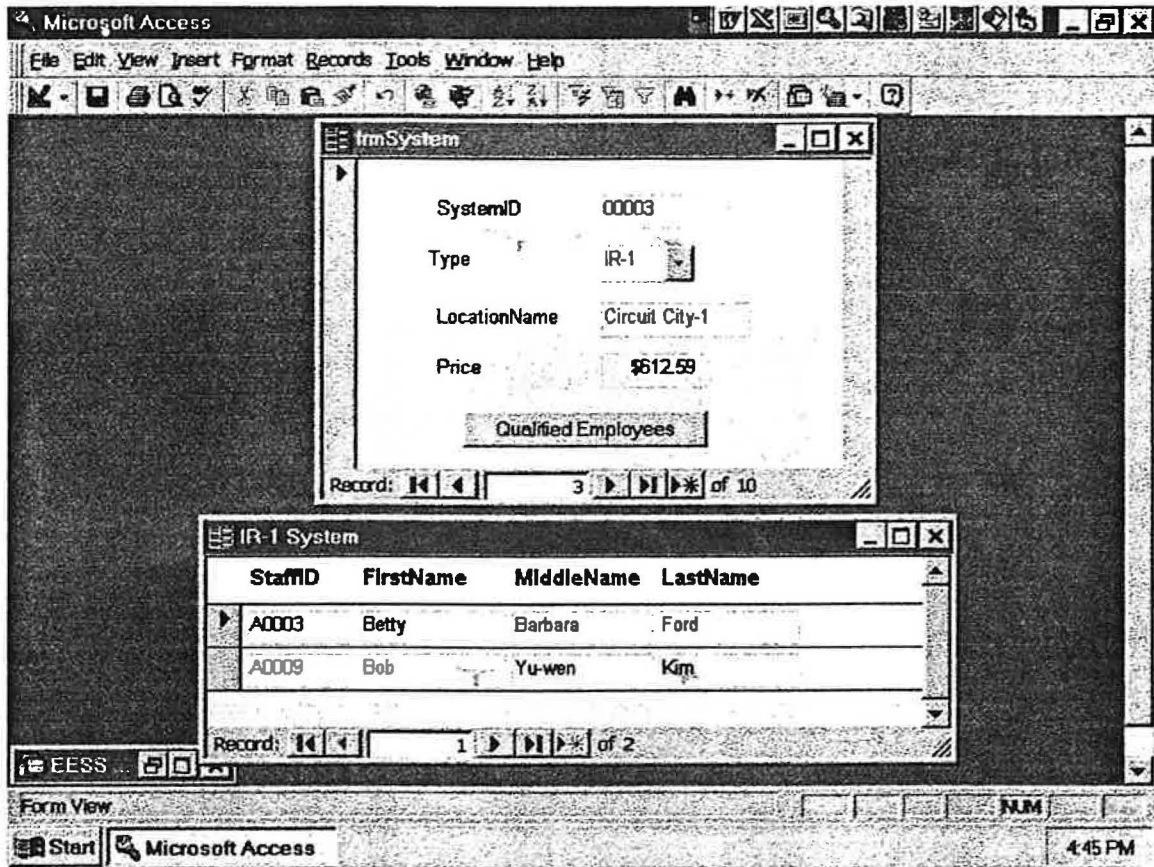 Microsoft Access
File Edit View Insert Format Records Tools Window Help
frmSystem
SystemID 00003
Type IR-1
LocationName Circuit City-1
Price $612.59
Qualified Employees
Record: 3 of 10
IR-1 System
StaffID FirstName MiddleName LastName
A0003 Betty Barbara Ford
A0009 Bob Yu-wen Kim
Record: 1 of 2
EESS ...
Form View NUM
Start Microsoft Access 4:45 PM